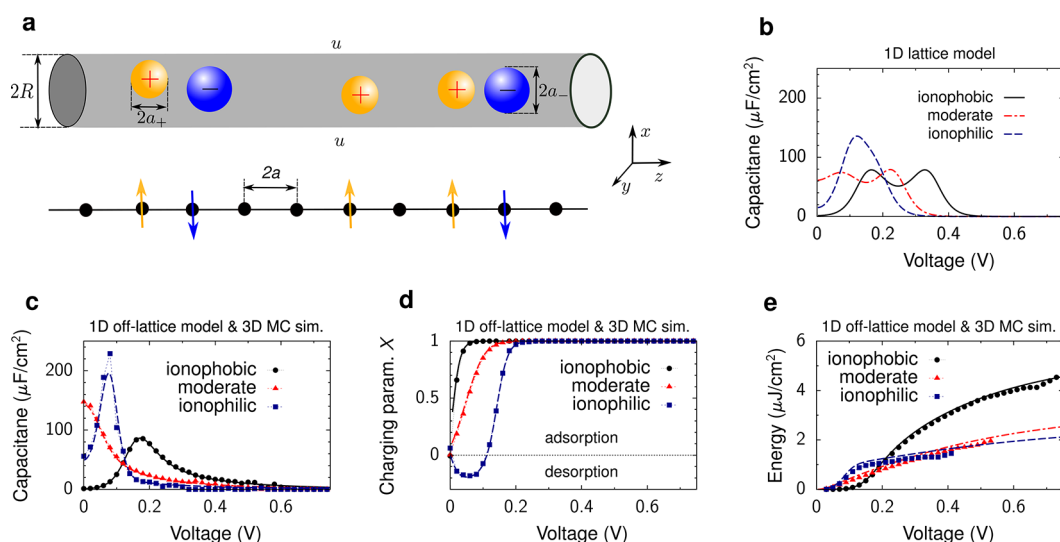 a
u
2R
+
−
+
+
−
2a₊
2a₋
u
x
y
z
2a
b
1D lattice model
Capacitane (μF/cm²)
200
100
0
ionophobic
moderate
ionophilic
0 0.2 0.4 0.6
Voltage (V)
c
1D off-lattice model & 3D MC sim.
Capacitane (μF/cm²)
200
100
0
ionophobic
moderate
ionophilic
0 0.2 0.4 0.6
Voltage (V)
d
1D off-lattice model & 3D MC sim.
Charging param. X
1
0.5
0
ionophobic
moderate
ionophilic
adsorption
desorption
0 0.2 0.4 0.6
Voltage (V)
e
1D off-lattice model & 3D MC sim.
Energy (μJ/cm²)
6
4
2
0
ionophobic
moderate
ionophilic
0 0.2 0.4 0.6
Voltage (V)